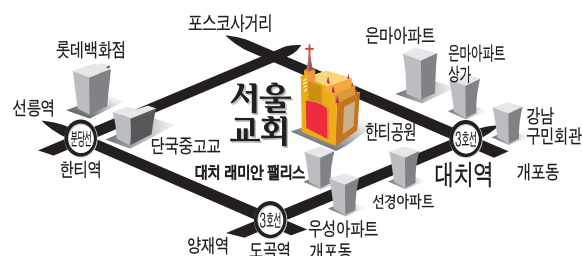 포스코사거리
은마아파트
은마아파트
상가
롯데백화점
선릉역
서울
교회
강남
구민회관
분당선
단국중고교
한티공원
3호선
한티역
대치 래미안 팰리스
대치역
개포동
선경아파트
3호선
우성아파트
양재역
도곡역
개포동